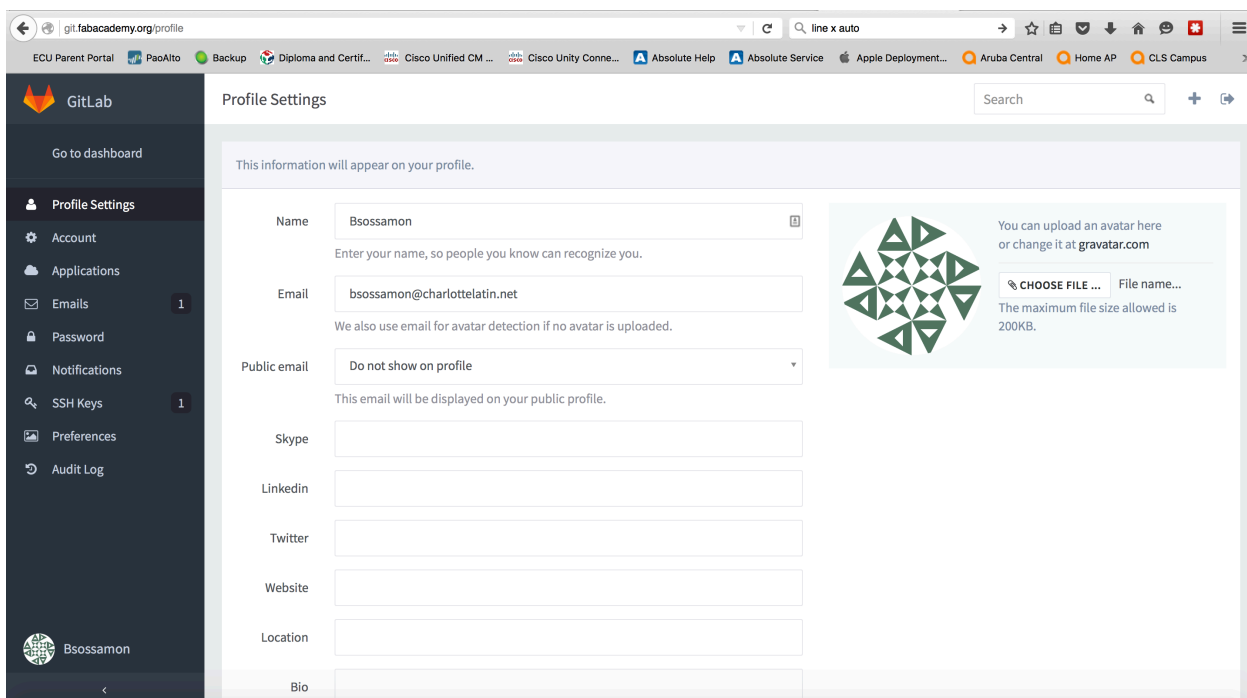 git.fabacademy.org/profile
line x auto
ECU Parent Portal PaoAlto Backup Diploma and Certif... Cisco Unified CM ... Cisco Unity Conne... Absolute Help Absolute Service Apple Deployment... Aruba Central Home AP CLS Campus
GitLab
Profile Settings
Search
Go to dashboard
Profile Settings
Account
Applications
Emails 1
Password
Notifications
SSH Keys 1
Preferences
Audit Log
Bsossamon
This information will appear on your profile.
Name Bsossamon
Enter your name, so people you know can recognize you.
Email bsossamon@charlottelatin.net
We also use email for avatar detection if no avatar is uploaded.
Public email Do not show on profile
This email will be displayed on your public profile.
Skype
Linkedin
Twitter
Website
Location
Bio
You can upload an avatar here
or change it at gravatar.com
CHOOSE FILE ... File name...
The maximum file size allowed is
200KB.